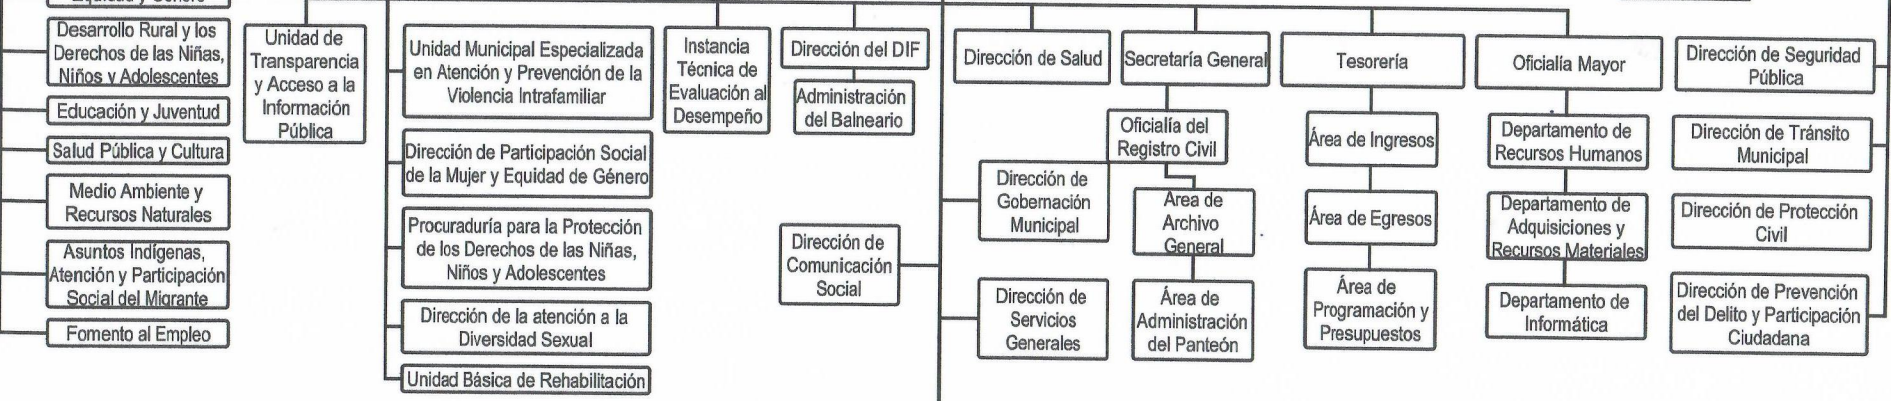 Equidad y Género
Desarrollo Rural y los
Derechos de las Niñas,
Niños y Adolescentes
Educación y Juventud
Salud Pública y Cultura
Medio Ambiente y
Recursos Naturales
Asuntos Indígenas,
Atención y Participación
Social del Migrante
Fomento al Empleo
Unidad de
Transparencia
y Acceso a la
Información
Pública
Unidad Municipal Especializada
en Atención y Prevención de la
Violencia Intrafamiliar
Dirección de Participación Social
de la Mujer y Equidad de Género
Procuraduría para la Protección
de los Derechos de las Niñas,
Niños y Adolescentes
Dirección de la atención a la
Diversidad Sexual
Unidad Básica de Rehabilitación
Instancia
Técnica de
Evaluación al
Desempeño
Dirección del DIF
Administración
del Balneario
Dirección de
Comunicación
Social
Dirección de Salud
Dirección de
Gobernación
Municipal
Dirección de
Servicios
Generales
Secretaría General
Oficialía del
Registro Civil
Área de
Archivo
General
Área de
Administración
del Panteón
Tesorería
Área de Ingresos
Área de Egresos
Área de
Programación y
Presupuestos
Oficialía Mayor
Departamento de
Recursos Humanos
Departamento de
Adquisiciones y
Recursos Materiales
Departamento de
Informática
Dirección de Seguridad
Pública
Dirección de Tránsito
Municipal
Dirección de Protección
Civil
Dirección de Prevención
del Delito y Participación
Ciudadana